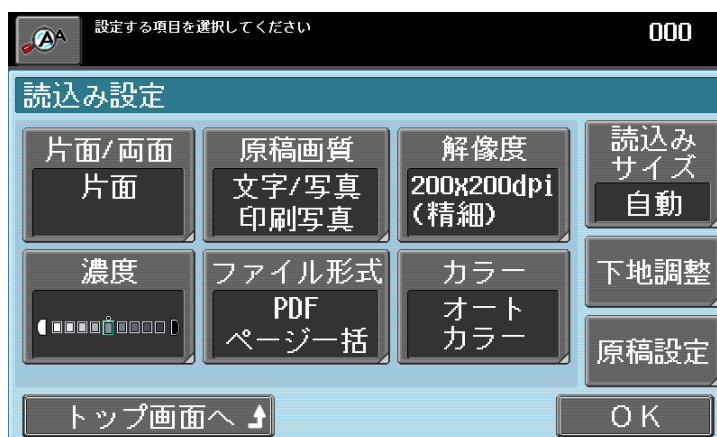 設定する項目を選択してください
000
読込み設定
片面/両面
片面
原稿画質
文字/写真
印刷写真
解像度
200x200dpi
(精細)
読込み
サイズ
自動
濃度
ファイル形式
PDF
ページ一括
カラー
オート
カラー
下地調整
原稿設定
トップ画面へ
OK